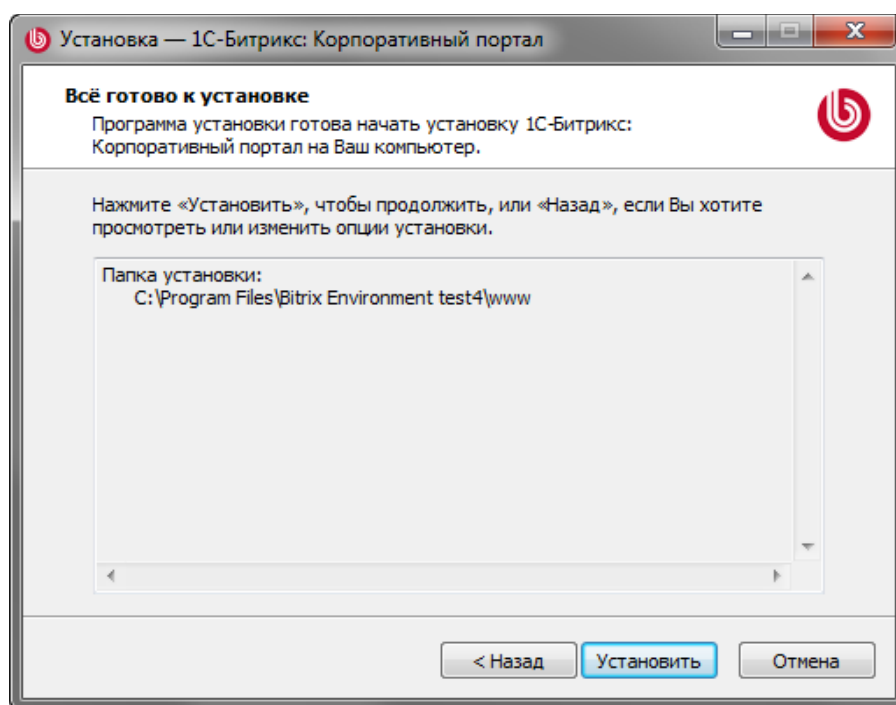 Установка — 1С-Битрикс: Корпоративный портал
Всё готово к установке
Программа установки готова начать установку 1С-Битрикс:
Корпоративный портал на Ваш компьютер.
Нажмите «Установить», чтобы продолжить, или «Назад», если Вы хотите
просмотреть или изменить опции установки.
Папка установки:
C:\Program Files\Bitrix Environment test4\www
< Назад
Установить
Отмена